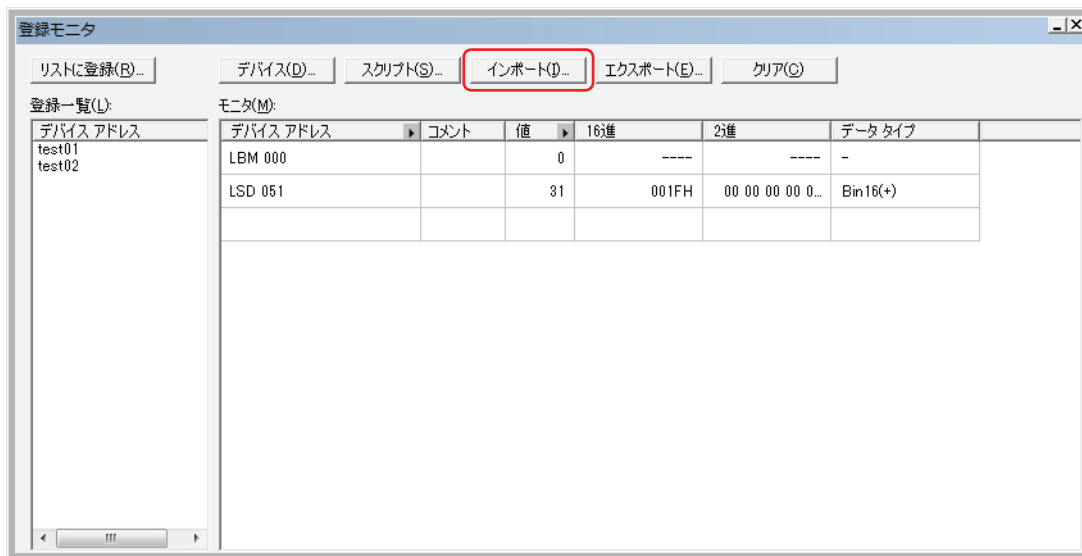 登録モニタ
リストに登録(R)... デバイス(D)... スクリプト(S)... インポート(I)... エクスポート(E)... クリア(C)
登録一覧(L): モニタ(M):
デバイス アドレス デバイス アドレス コメント 値 16進 2進 データ タイプ
test01
test02
LBM 000 0 ---- ---- -
LSD 051 31 001FH 00 00 00 00 0... Bin16(+)